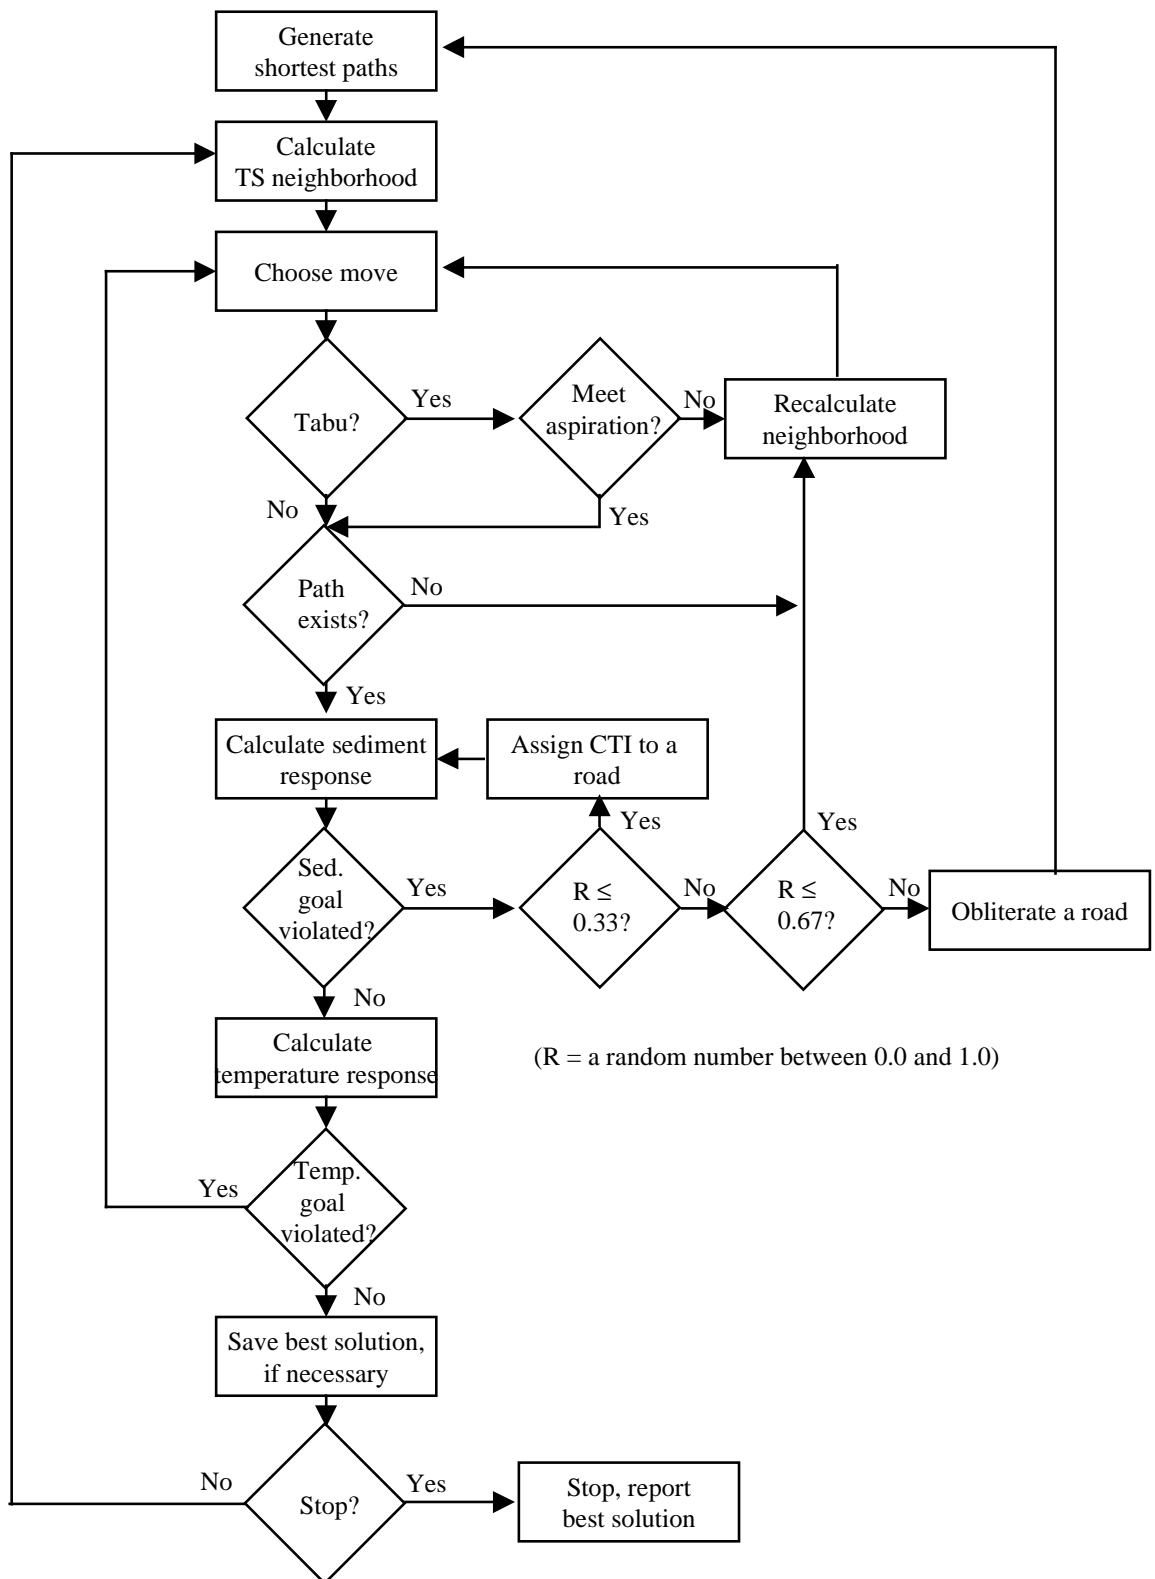 Generate
shortest paths
Calculate
TS neighborhood
Choose move
Tabu?
Yes
Meet
aspiration?
No
Recalculate
neighborhood
No
Yes
Path
exists?
No
Yes
Calculate sediment
response
Assign CTI to a
road
Yes
Yes
Sed.
goal
violated?
Yes
R ≤
0.33?
No
R ≤
0.67?
No
Obliterate a road
No
Calculate
temperature response
(R = a random number between 0.0 and 1.0)
Yes
Temp.
goal
violated?
No
Save best solution,
if necessary
No
Stop?
Yes
Stop, report
best solution